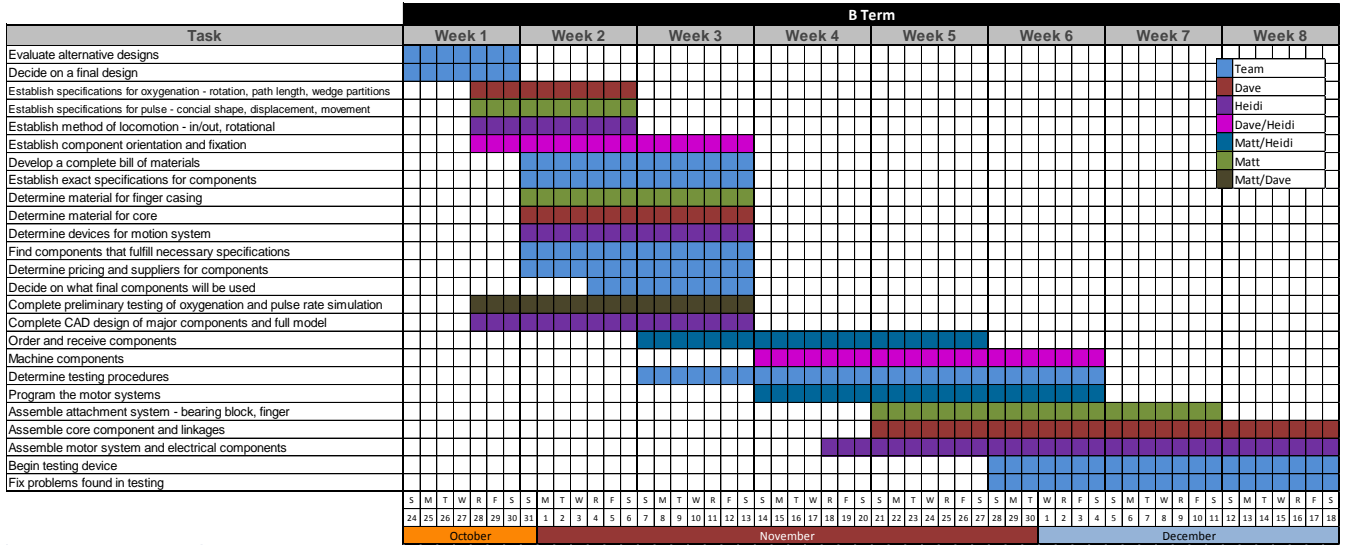 B Term
Task Week 1 Week 2 Week 3 Week 4 Week 5 Week 6 Week 7 Week 8
Evaluate alternative designs
Decide on a final design
Establish specifications for oxygenation - rotation, path length, wedge partitions
Establish specifications for pulse - concial shape, displacement, movement
Establish method of locomotion - in/out, rotational
Establish component orientation and fixation
Develop a complete bill of materials
Establish exact specifications for components
Determine material for finger casing
Determine material for core
Determine devices for motion system
Find components that fulfill necessary specifications
Determine pricing and suppliers for components
Decide on what final components will be used
Complete preliminary testing of oxygenation and pulse rate simulation
Complete CAD design of major components and full model
Order and receive components
Machine components
Determine testing procedures
Program the motor systems
Assemble attachment system - bearing block, finger
Assemble core component and linkages
Assemble motor system and electrical components
Begin testing device
Fix problems found in testing
Team
Dave
Heidi
Dave/Heidi
Matt/Heidi
Matt
Matt/Dave
S M T W R F S S M T W R F S S M T W R F S S M T W R F S S M T W R F S S M T W R F S S M T W R F S S M T W R F S
24 25 26 27 28 29 30 31 1 2 3 4 5 6 7 8 9 10 11 12 13 14 15 16 17 18 19 20 21 22 23 24 25 26 27 28 29 30 1 2 3 4 5 6 7 8 9 10 11 12 13 14 15 16 17 18
October November December